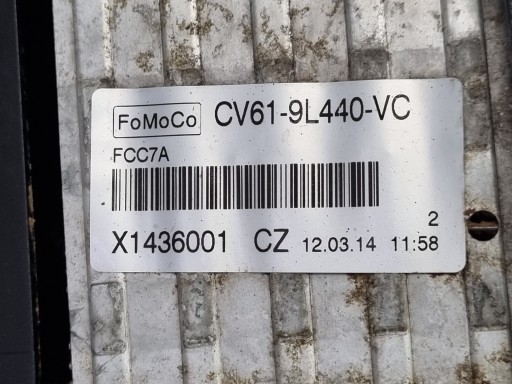 FoMoCo CV61-9L440-VC
FCC7A
2
X1436001 CZ 12.03.14 11:58